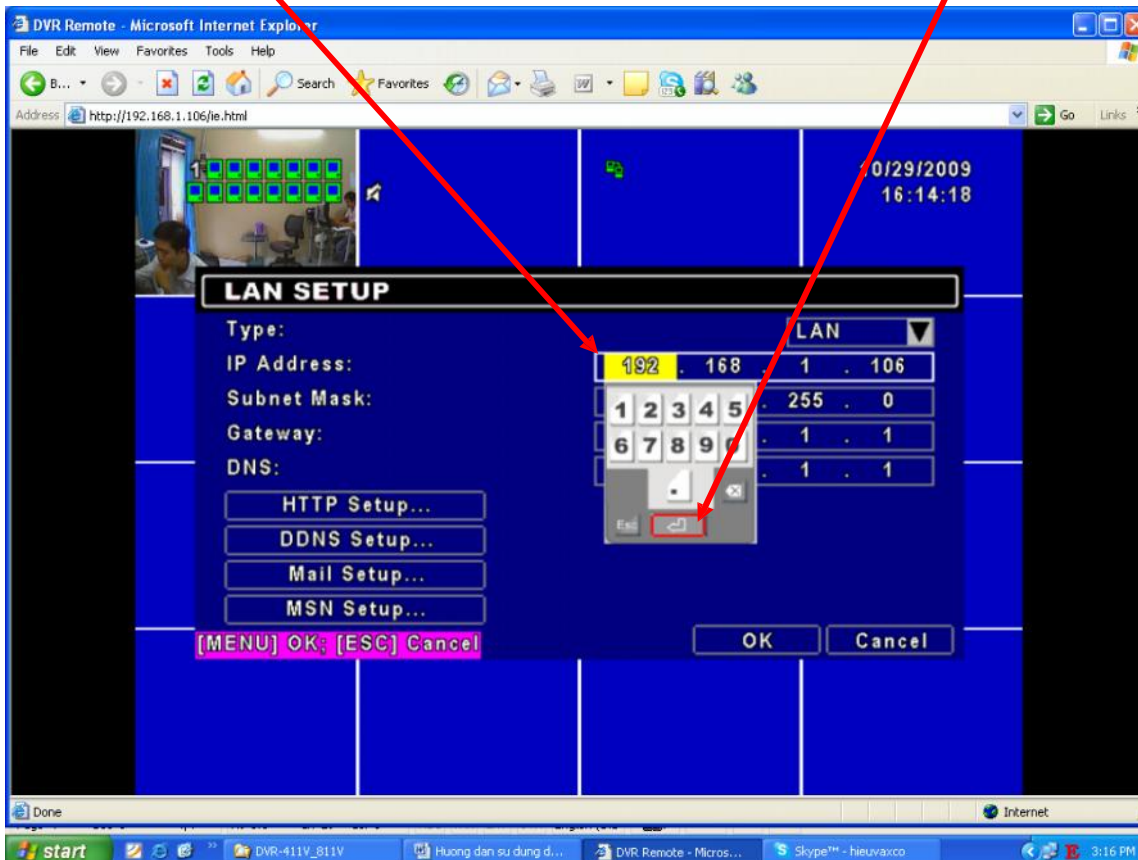 DVR Remote - Microsoft Internet Explorer
File Edit View Favorites Tools Help
B... Search Favorites
Address http://192.168.1.106/ie.html Go Links
1
10/29/2009
16:14:18
LAN SETUP
Type: LAN
IP Address: 192 . 168 . 1 . 106
Subnet Mask: . 255 . 0
Gateway: . 1 . 1
DNS: . 1 . 1
1 2 3 4 5
6 7 8 9 0
.
Esc
HTTP Setup...
DDNS Setup...
Mail Setup...
MSN Setup...
[MENU] OK; [ESC] Cancel OK Cancel
Done Internet
start DVR-411V_811V Huong dan su dung d... DVR Remote - Micros... Skype™ - hieuvaxco 3:16 PM